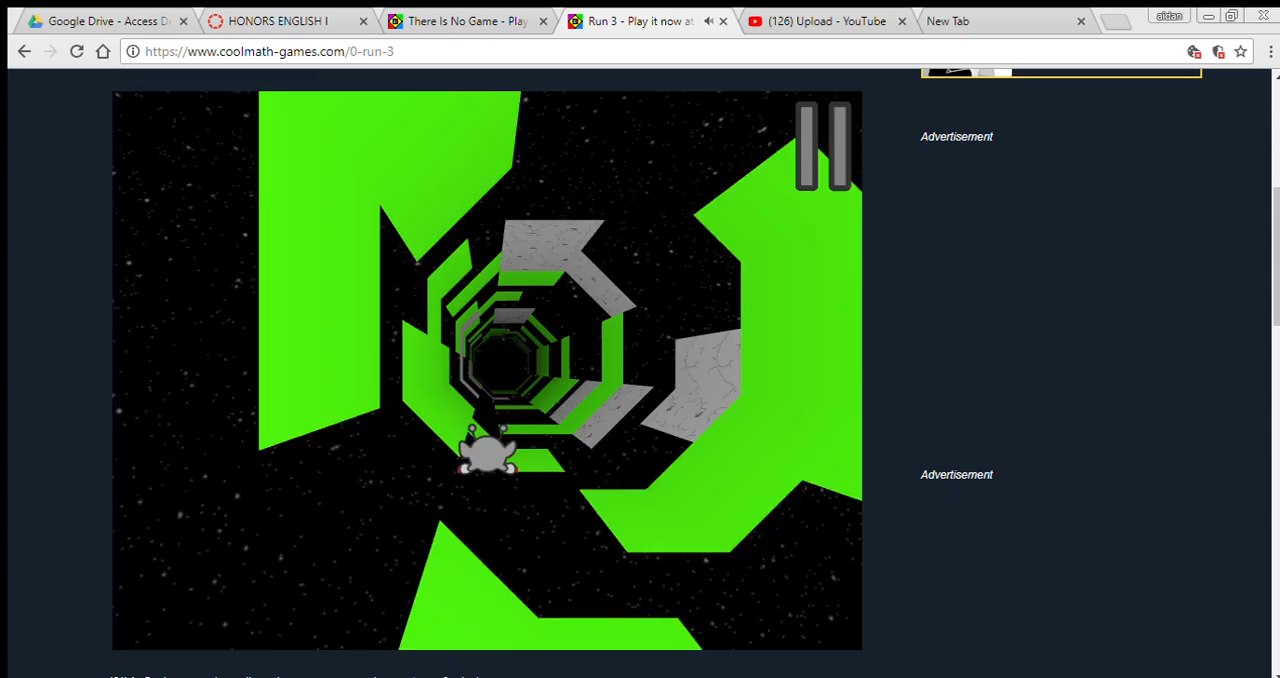 Google Drive - Access D
HONORS ENGLISH I
There Is No Game - Play
Run 3 - Play it now at
(126) Upload - YouTube
New Tab
aidan
https://www.coolmath-games.com/0-run-3
Advertisement
Advertisement